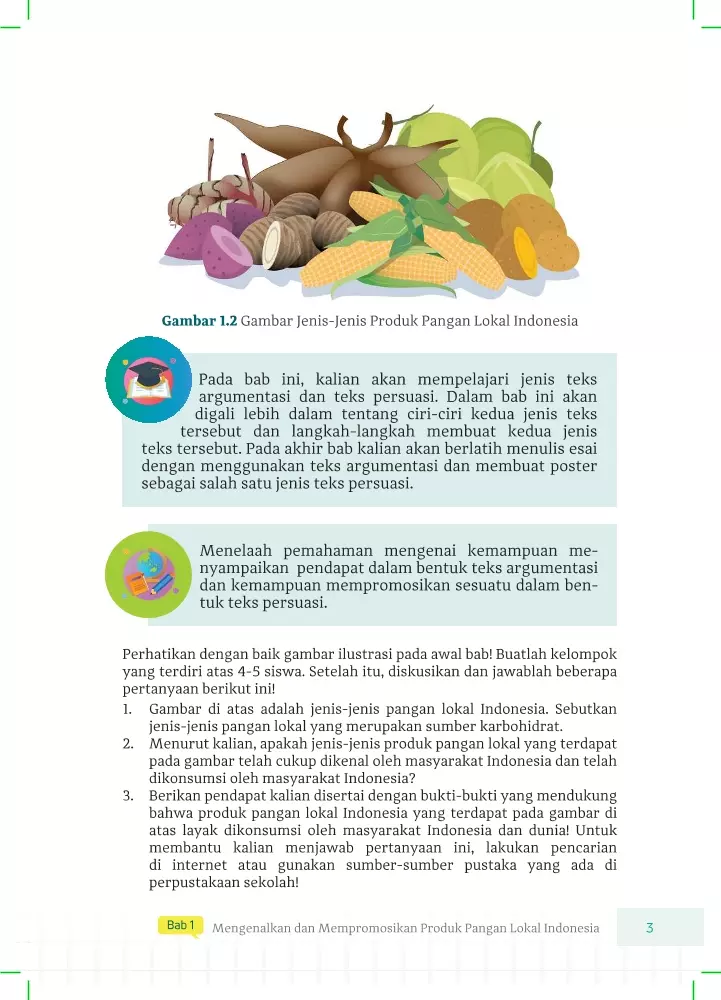 Gambar 1.2 Gambar Jenis-Jenis Produk Pangan Lokal Indonesia
Pada bab ini, kalian akan mempelajari jenis teks
argumentasi dan teks persuasi. Dalam bab ini akan
digali lebih dalam tentang ciri-ciri kedua jenis teks
tersebut dan langkah-langkah membuat kedua jenis
teks tersebut. Pada akhir bab kalian akan berlatih menulis esai
dengan menggunakan teks argumentasi dan membuat poster
sebagai salah satu jenis teks persuasi.
Menelaah pemahaman mengenai kemampuan me-
nyampaikan pendapat dalam bentuk teks argumentasi
dan kemampuan mempromosikan sesuatu dalam ben-
tuk teks persuasi.
Perhatikan dengan baik gambar ilustrasi pada awal bab! Buatlah kelompok
yang terdiri atas 4-5 siswa. Setelah itu, diskusikan dan jawablah beberapa
pertanyaan berikut ini!
1. Gambar di atas adalah jenis-jenis pangan lokal Indonesia. Sebutkan
jenis-jenis pangan lokal yang merupakan sumber karbohidrat.
2. Menurut kalian, apakah jenis-jenis produk pangan lokal yang terdapat
pada gambar telah cukup dikenal oleh masyarakat Indonesia dan telah
dikonsumsi oleh masyarakat Indonesia?
3. Berikan pendapat kalian disertai dengan bukti-bukti yang mendukung
bahwa produk pangan lokal Indonesia yang terdapat pada gambar di
atas layak dikonsumsi oleh masyarakat Indonesia dan dunia! Untuk
membantu kalian menjawab pertanyaan ini, lakukan pencarian
di internet atau gunakan sumber-sumber pustaka yang ada di
perpustakaan sekolah!
Bab 1 Mengenalkan dan Mempromosikan Produk Pangan Lokal Indonesia 3